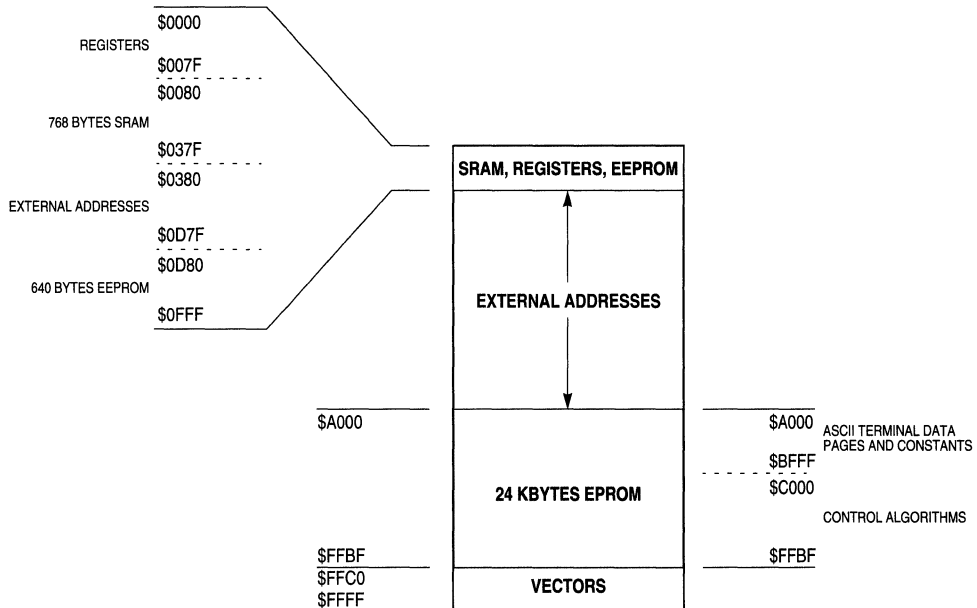 $0000
REGISTERS
$007F
$0080
768 BYTES SRAM
$037F
$0380
EXTERNAL ADDRESSES
$0D7F
$0D80
640 BYTES EEPROM
$0FFF
SRAM, REGISTERS, EEPROM
EXTERNAL ADDRESSES
$A000
24 KBYTES EPROM
$FFBF
$FFC0
$FFFF
VECTORS
$A000
ASCII TERMINAL DATA
PAGES AND CONSTANTS
$BFFF
$C000
CONTROL ALGORITHMS
$FFBF